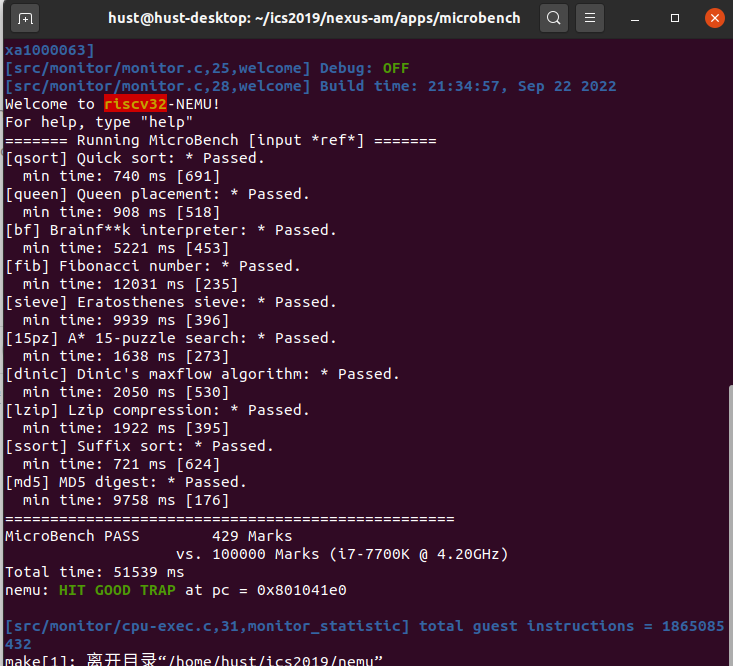 hust@hust-desktop: ~/ics2019/nexus-am/apps/microbench
xa1000063]
[src/monitor/monitor.c,25,welcome] Debug: OFF
[src/monitor/monitor.c,28,welcome] Build time: 21:34:57, Sep 22 2022
Welcome to riscv32-NEMU!
For help, type "help"
======= Running MicroBench [input *ref*] =======
[qsort] Quick sort: * Passed.
  min time: 740 ms [691]
[queen] Queen placement: * Passed.
  min time: 908 ms [518]
[bf] Brainf**k interpreter: * Passed.
  min time: 5221 ms [453]
[fib] Fibonacci number: * Passed.
  min time: 12031 ms [235]
[sieve] Eratosthenes sieve: * Passed.
  min time: 9939 ms [396]
[15pz] A* 15-puzzle search: * Passed.
  min time: 1638 ms [273]
[dinic] Dinic's maxflow algorithm: * Passed.
  min time: 2050 ms [530]
[lzip] Lzip compression: * Passed.
  min time: 1922 ms [395]
[ssort] Suffix sort: * Passed.
  min time: 721 ms [624]
[md5] MD5 digest: * Passed.
  min time: 9758 ms [176]
==================================================
MicroBench PASS        429 Marks
                   vs. 100000 Marks (i7-7700K @ 4.20GHz)
Total time: 51539 ms
nemu: HIT GOOD TRAP at pc = 0x801041e0
[src/monitor/cpu-exec.c,31,monitor_statistic] total guest instructions = 1865085
432
make[1]: 离开目录“/home/hust/ics2019/nemu”